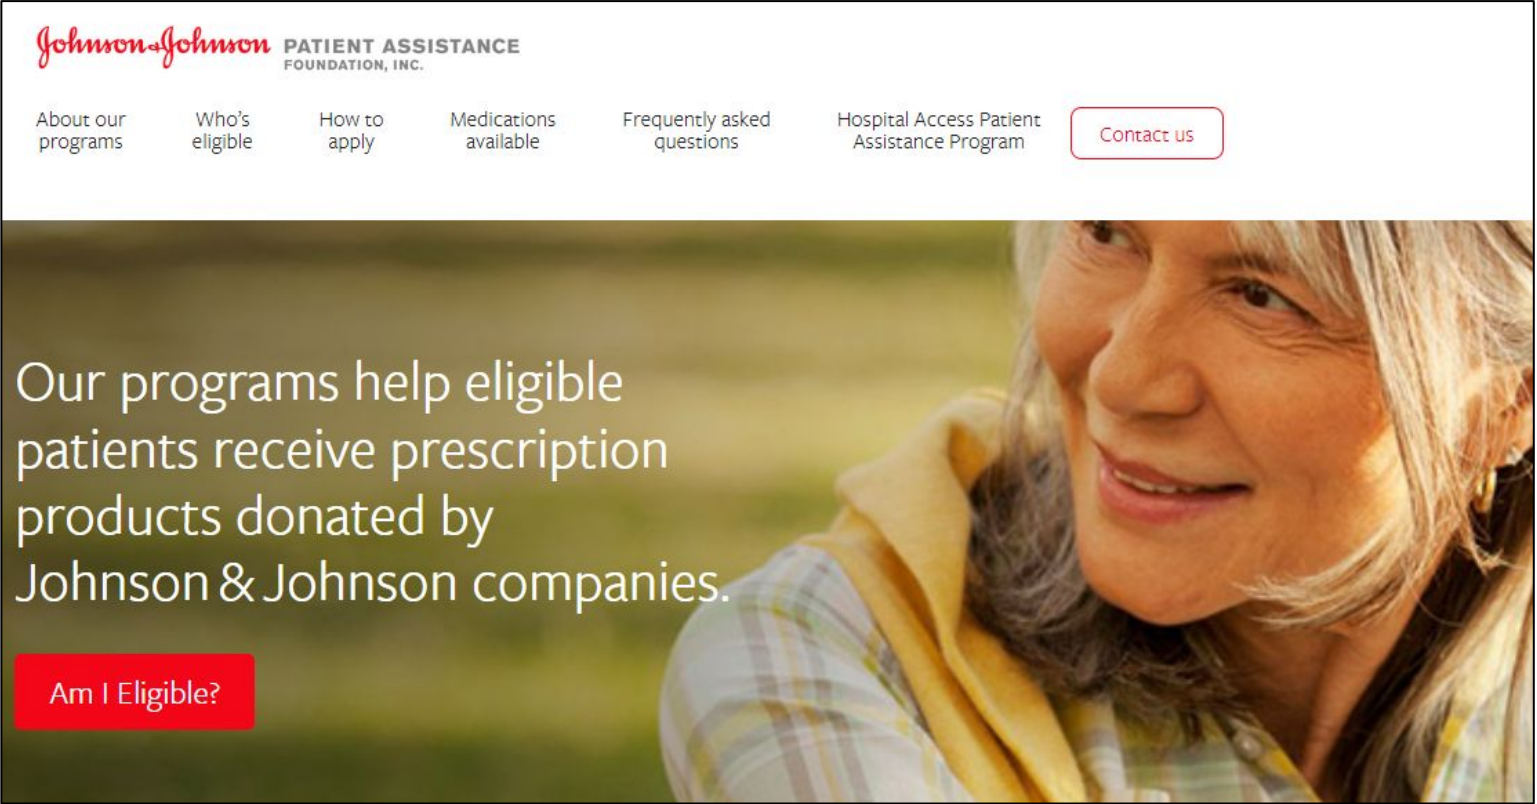 Johnson&Johnson PATIENT ASSISTANCE
FOUNDATION, INC.
About our
programs
Who's
eligible
How to
apply
Medications
available
Frequently asked
questions
Hospital Access Patient
Assistance Program
Contact us
Our programs help eligible
patients receive prescription
products donated by
Johnson & Johnson companies.
Am I Eligible?